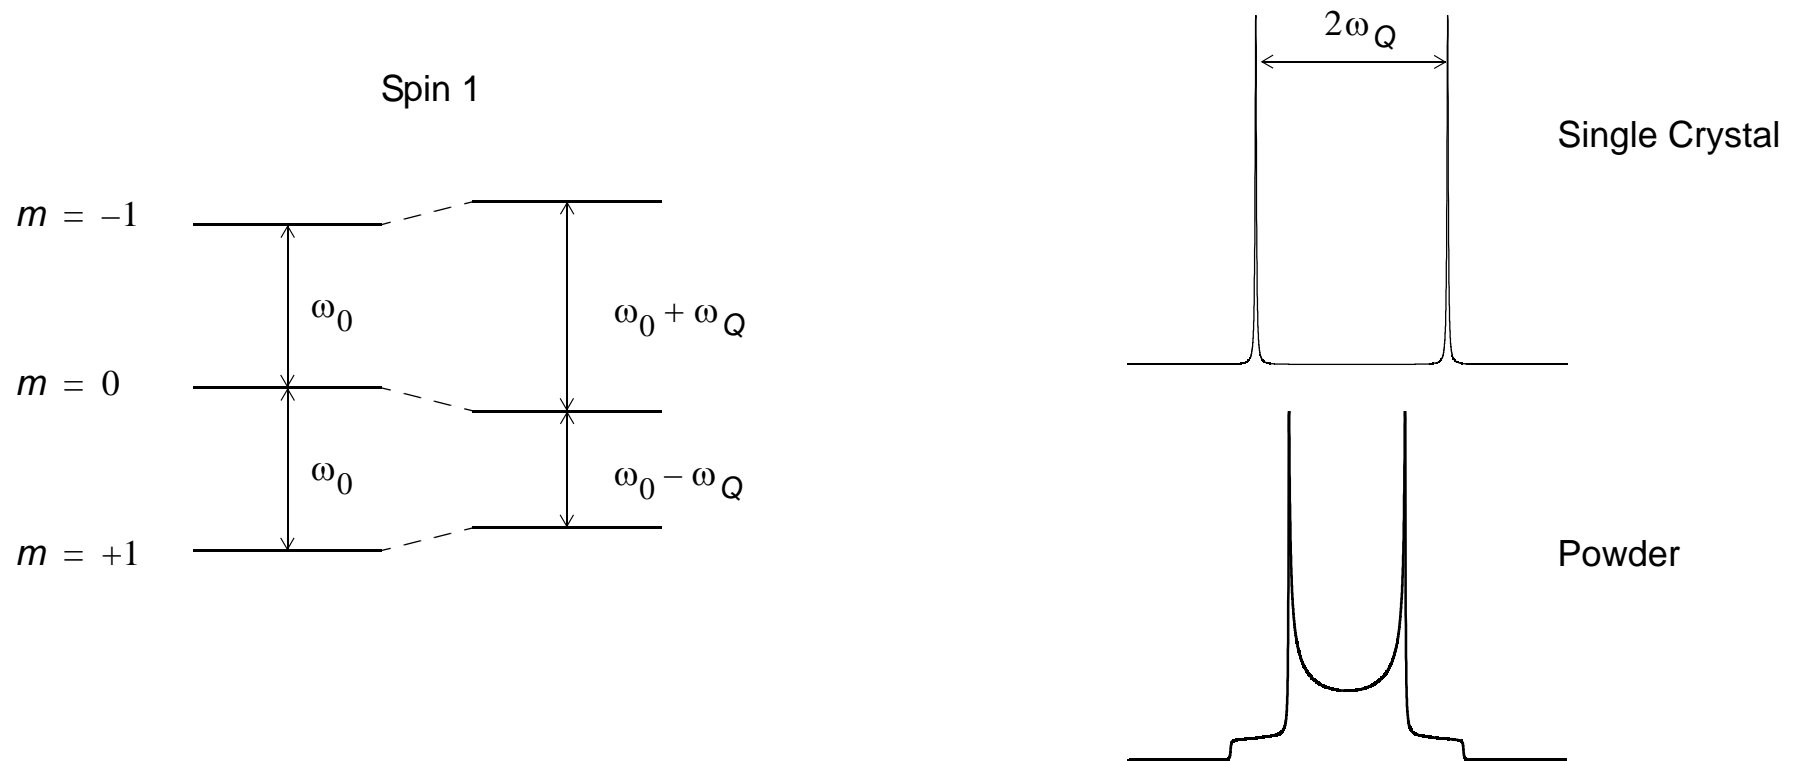 Spin 1
m = –1
m = 0
m = +1
ω0
ω0
ω0 + ωQ
ω0 – ωQ
2ωQ
Single Crystal
Powder